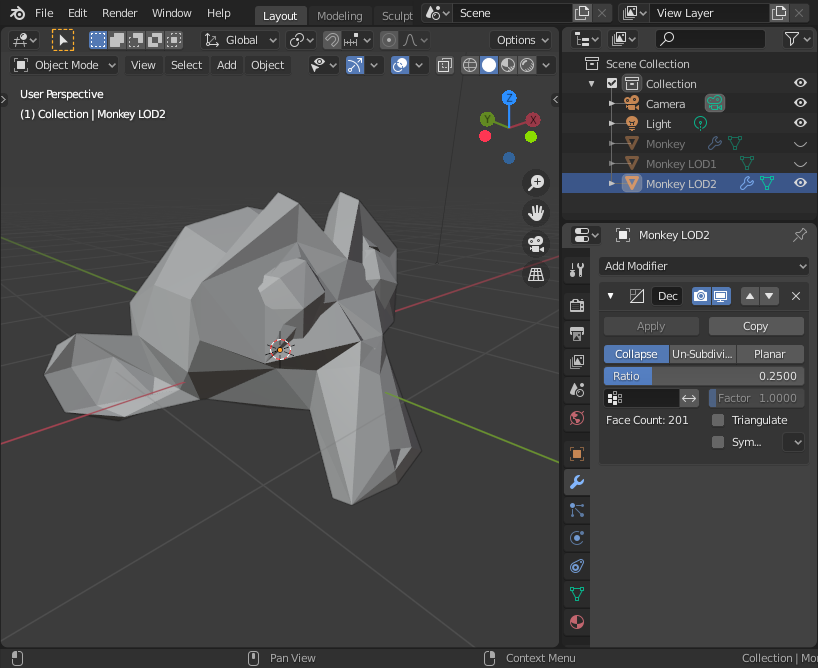 File Edit Render Window Help Layout Modeling Sculpt Scene View Layer
Global Options
Object Mode View Select Add Object
User Perspective
(1) Collection | Monkey LOD2
Z
Y
X
Scene Collection
Collection
Camera
Light
Monkey
Monkey LOD1
Monkey LOD2
Monkey LOD2
Add Modifier
Dec
Apply Copy
Collapse Un-Subdivi... Planar
Ratio 0.2500
Factor 1.0000
Face Count: 201 Triangulate
Sym...
Pan View Context Menu Collection | Mo